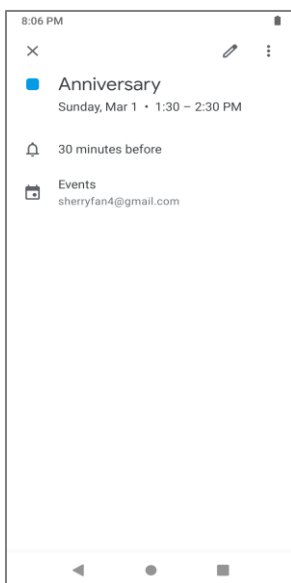 8:06 PM
Anniversary
Sunday, Mar 1 • 1:30 – 2:30 PM
30 minutes before
Events
sherryfan4@gmail.com